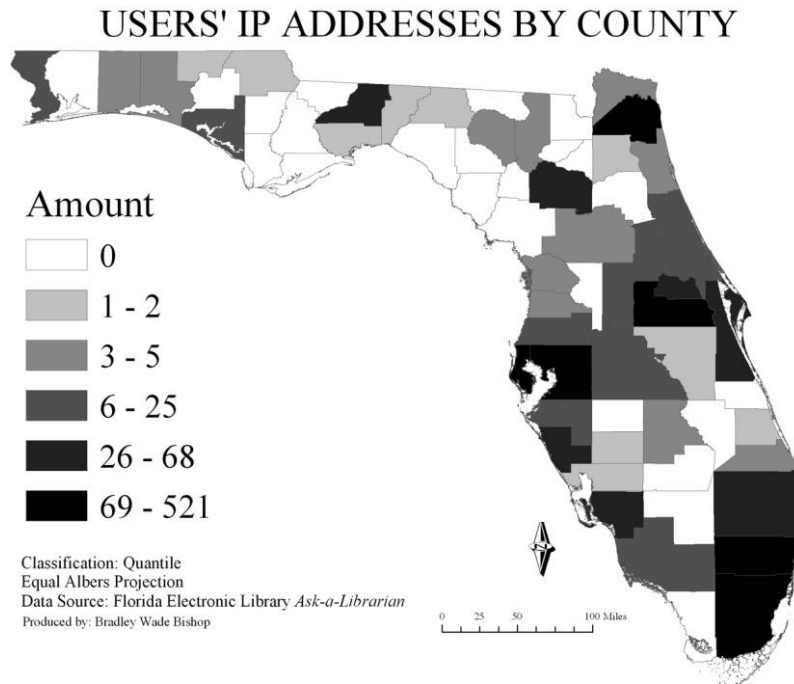 USERS' IP ADDRESSES BY COUNTY
Amount
0
1 - 2
3 - 5
6 - 25
26 - 68
69 - 521
Classification: Quantile
Equal Albers Projection
Data Source: Florida Electronic Library Ask-a-Librarian
Produced by: Bradley Wade Bishop
N
0 25 50 100 Miles